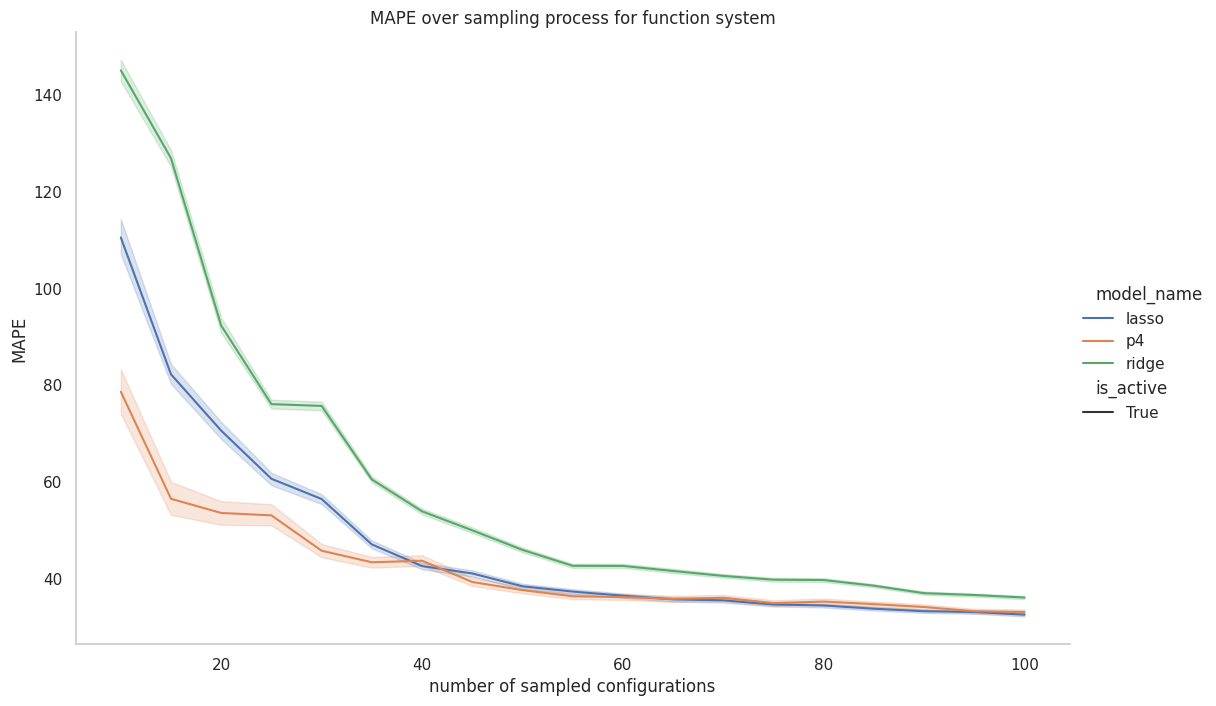 MAPE over sampling process for function system
140
120
100
80
60
40
MAPE
20
40
60
80
100
number of sampled configurations
model_name
lasso
p4
ridge
is_active
True